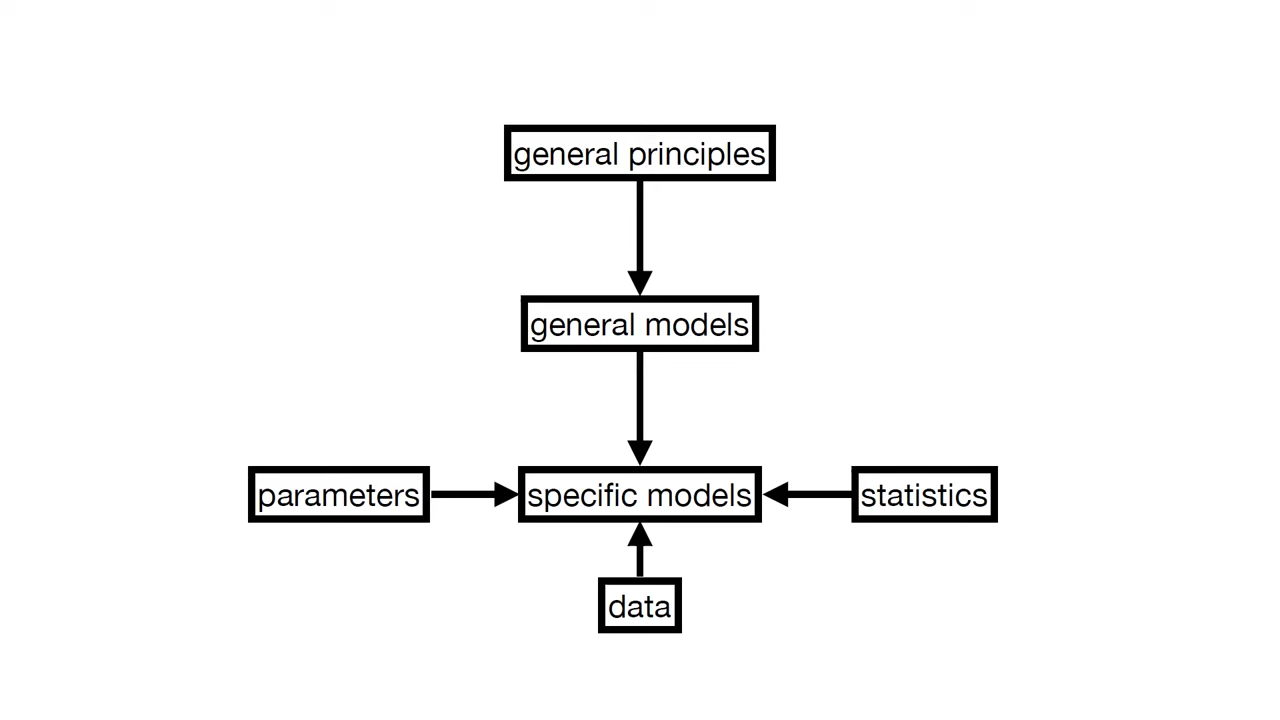 general principles
general models
parameters
specific models
statistics
data